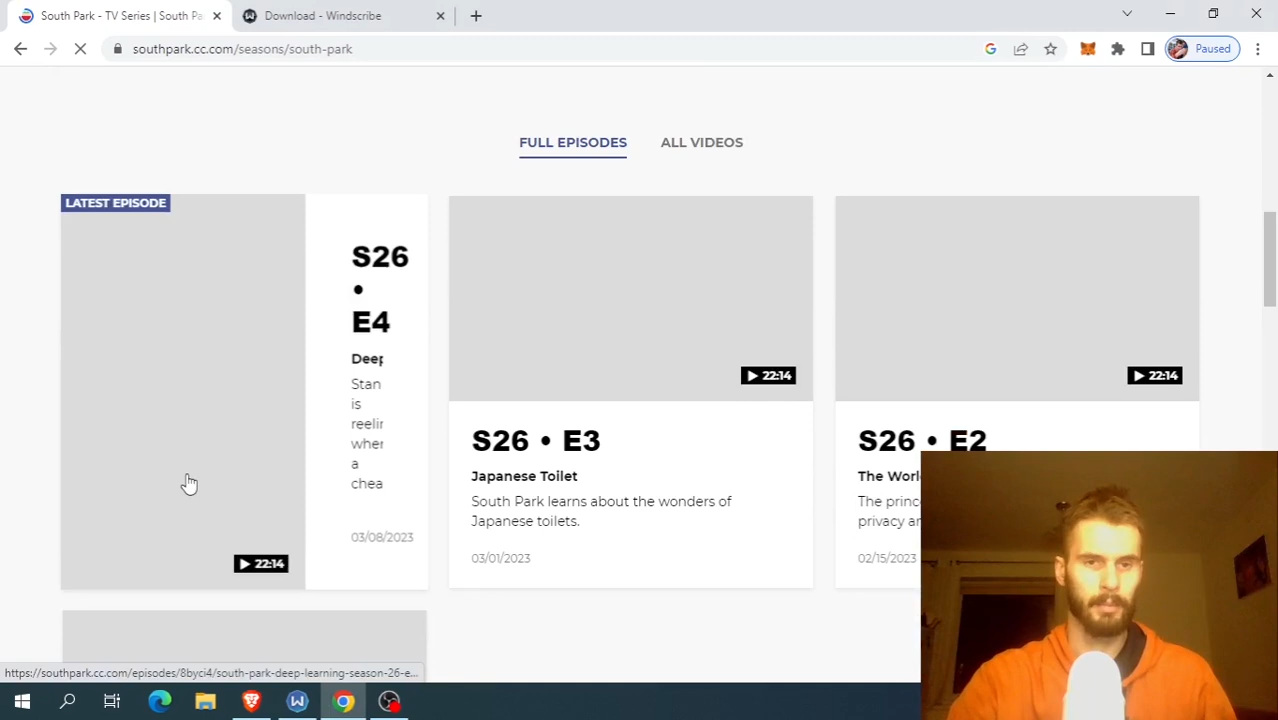 South Park - TV Series | South Pa
Download - Windscribe
southpark.cc.com/seasons/south-park
Paused
FULL EPISODES
ALL VIDEOS
LATEST EPISODE
22:14
S26
•
E4
Deep
Stan
is
reelin
when
a
chea
03/08/2023
22:14
S26 • E3
Japanese Toilet
South Park learns about the wonders of
Japanese toilets.
03/01/2023
22:14
S26 • E2
The Worl
The princ
privacy an
02/15/2023
https://southpark.cc.com/episodes/8byci4/south-park-deep-learning-season-26-e...